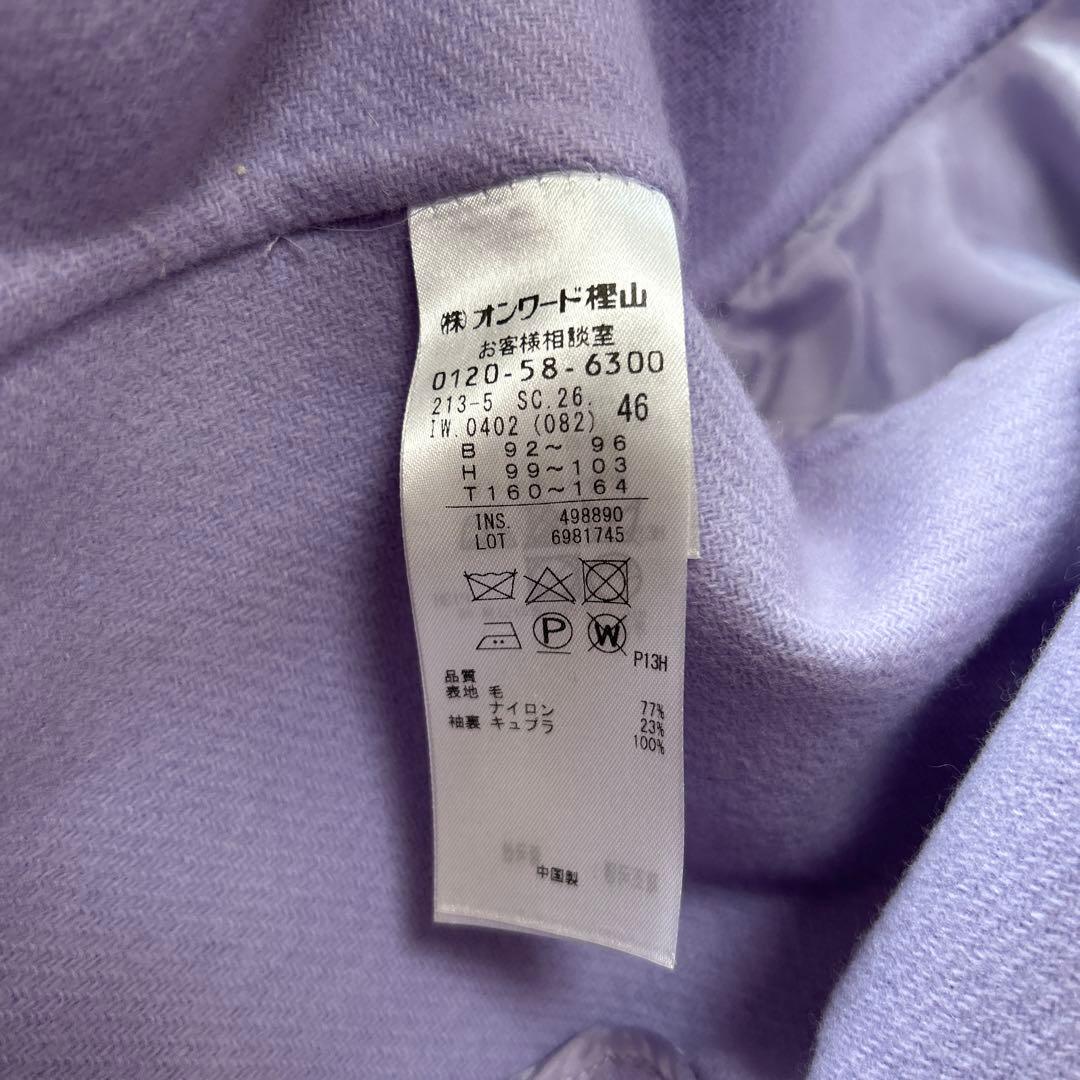 ㈱オンワード樫山
お客様相談室
0120-58-6300
213-5 SC.26. 46
IW.0402 (082)
B 92～ 96
H 99～103
T160～164
INS. 498890
LOT 6981745
P W
P13H
品質
表地 毛 77%
ナイロン 23%
袖裏 キュプラ 100%
中国製